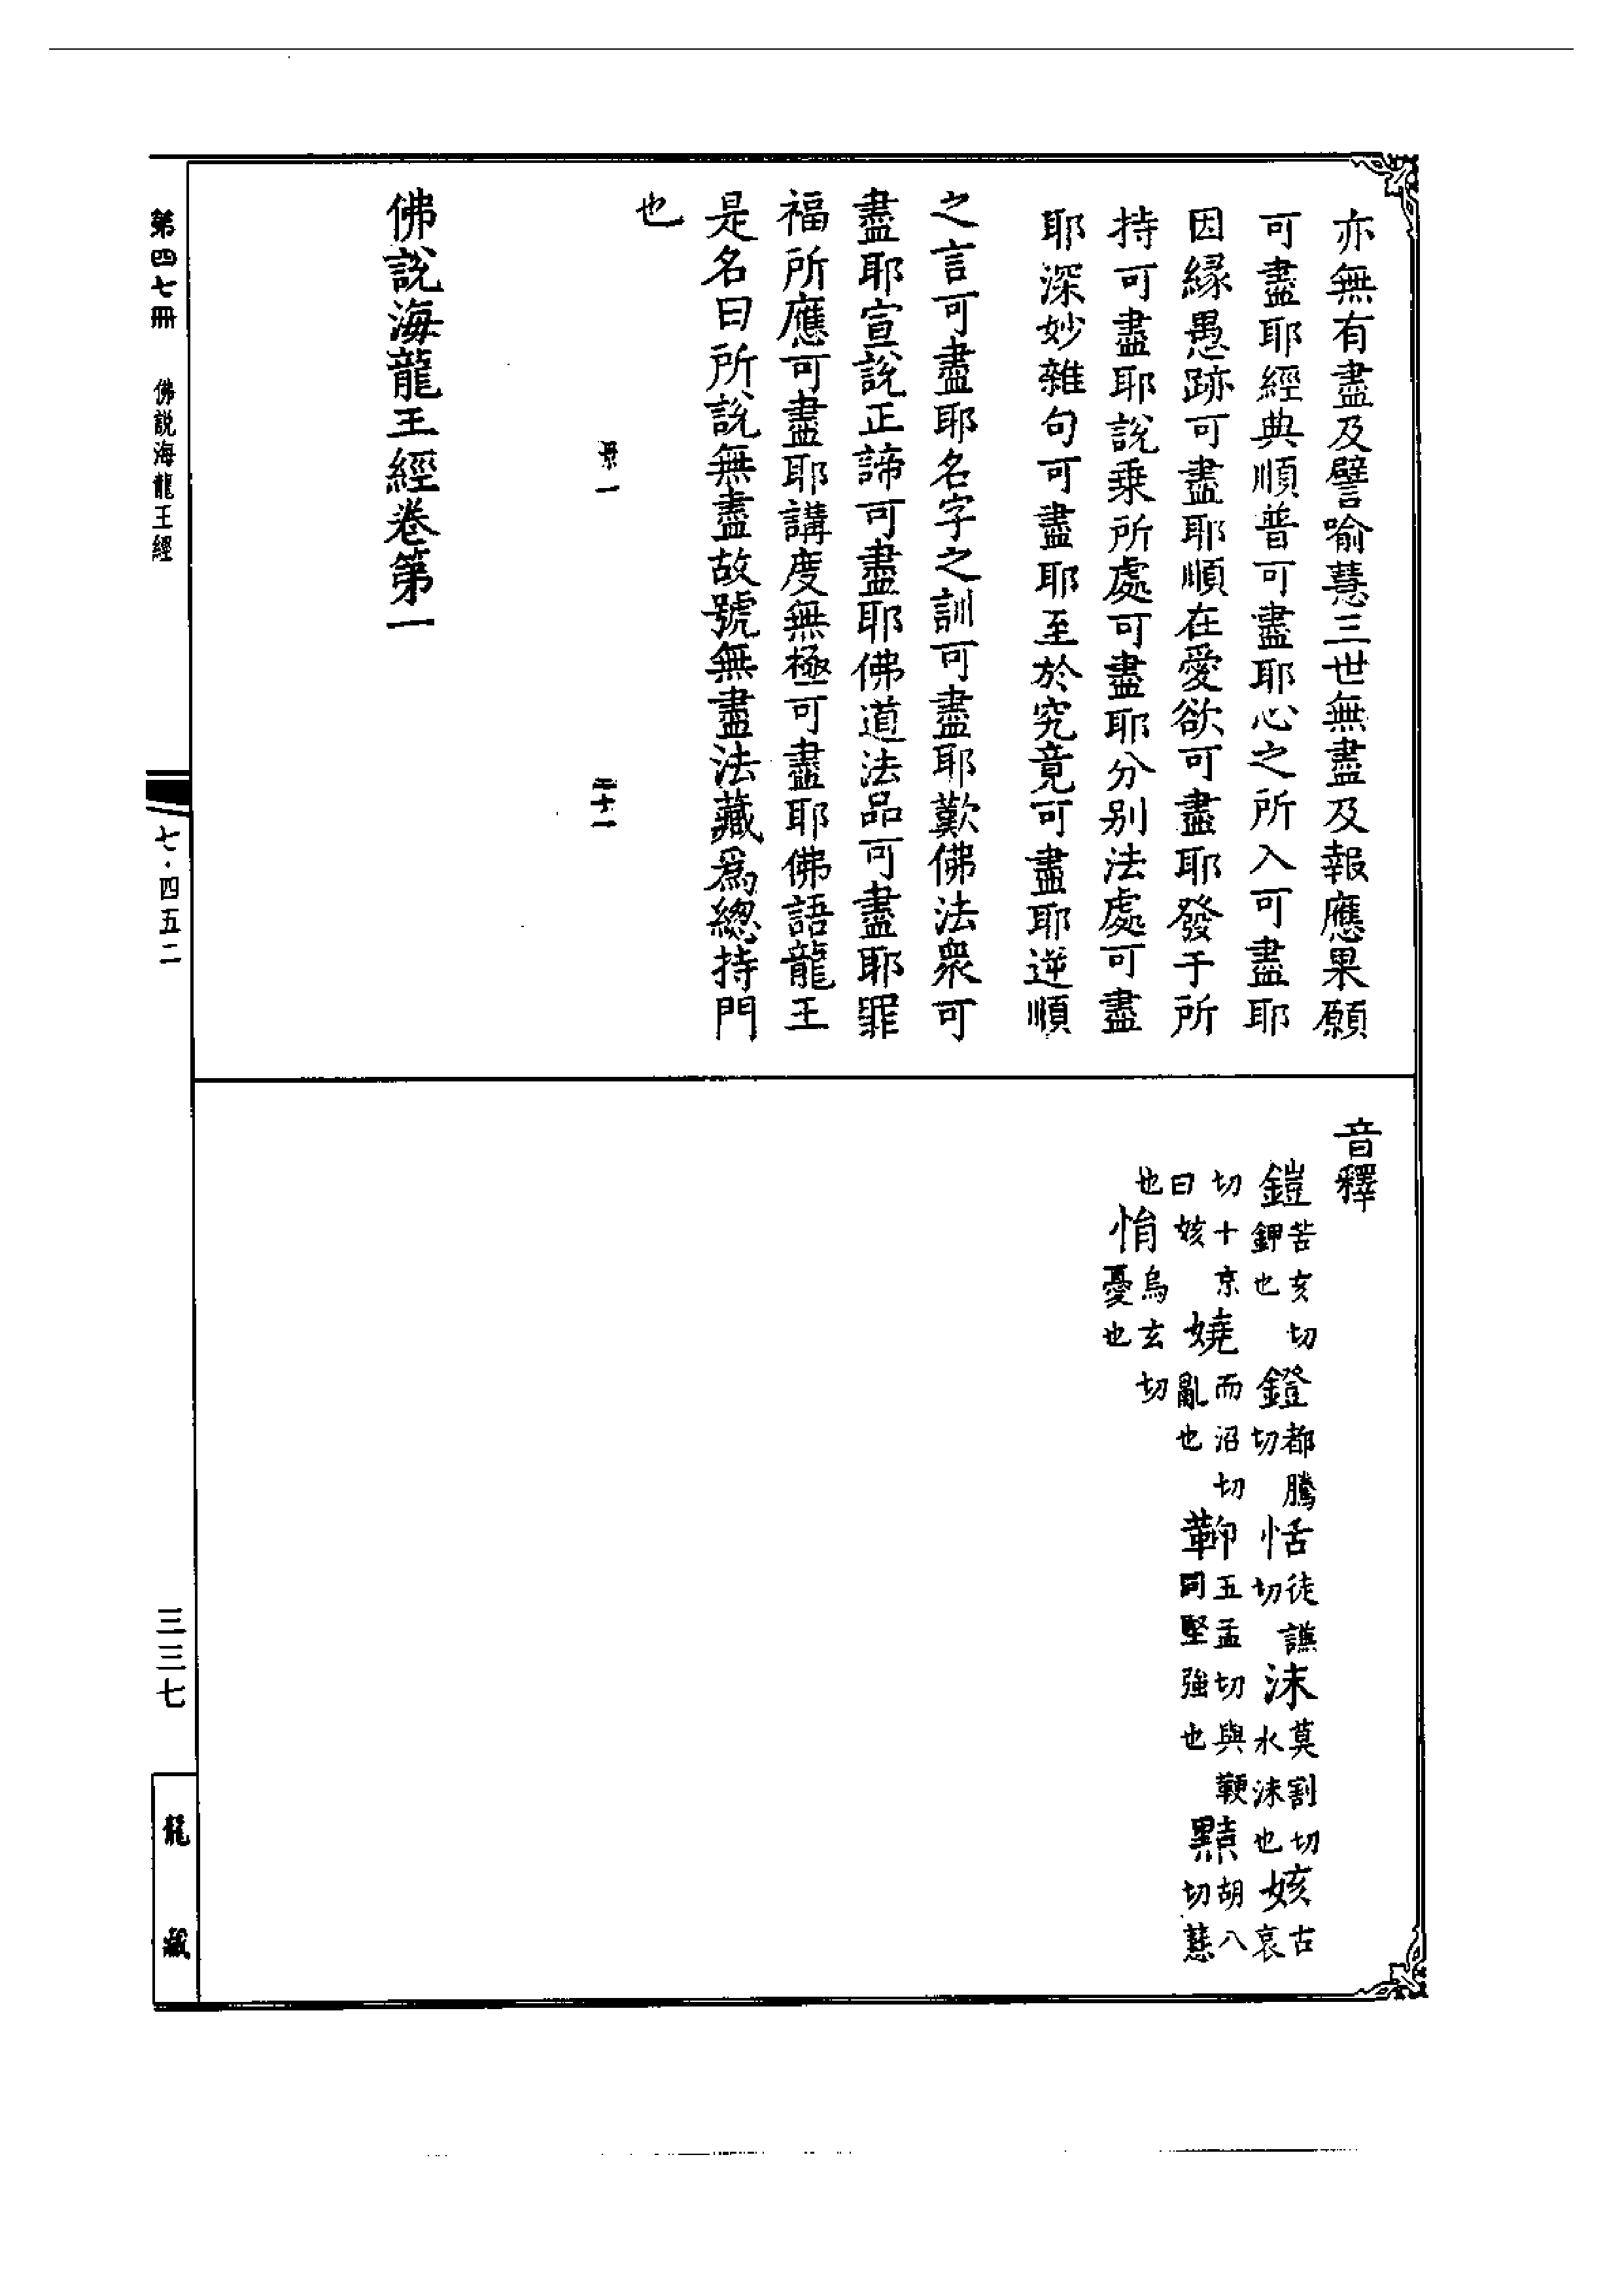 亦無有盡及譬喻慧三世無盡及報應果願
可盡耶經典順普可盡耶心之所入可盡耶
因緣愚跡可盡耶順在愛欲可盡耶發于所
持可盡耶說乗所處可盡耶分別法處可盡
耶深妙雜句可盡耶至於究竟可盡耶逆順
之言可盡耶名字之訓可盡耶歎佛法衆可
盡耶宣說正諦可盡耶佛道法品可盡耶罪
福所應可盡耶講度無極可盡耶佛語龍王
是名曰所說無盡故號無盡法藏爲總持門
也
一
二十一
佛說海龍王經卷第一
音釋
鎧苦亥切鉀也 鐙都騰切 恬徒譧切 沫莫割切水沫也 姟古哀
切十京曰姟 嬈而沼切亂也 䩕五孟切與鞕同堅強也 黠胡八切慧
也 悁烏玄切憂也
第四七冊 佛説海龍王經
七·四五二
三三七
龍藏